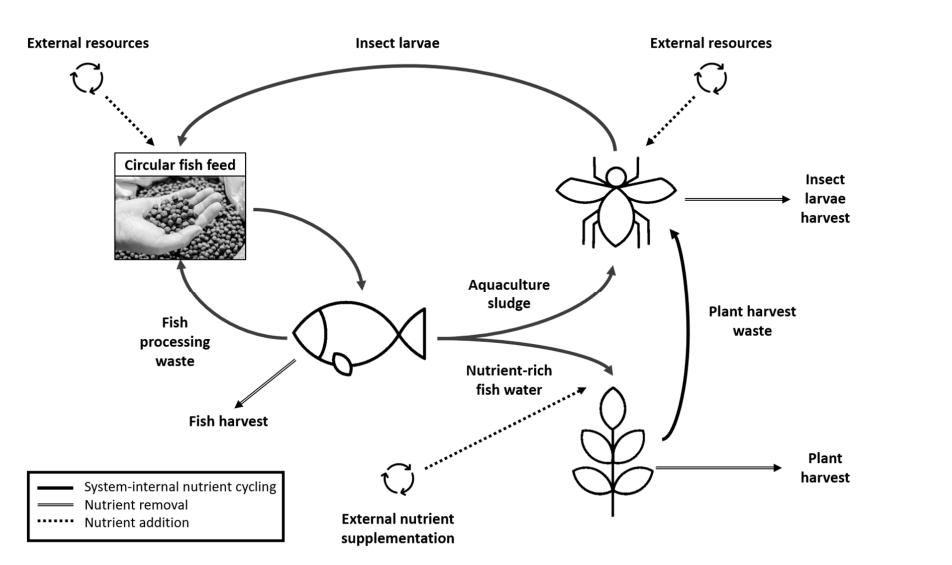 External resources
Insect larvae
External resources
Circular fish feed
Insect
larvae
harvest
Aquaculture
sludge
Plant harvest
waste
Fish
processing
waste
Nutrient-rich
fish water
Fish harvest
Plant
harvest
System-internal nutrient cycling
Nutrient removal
Nutrient addition
External nutrient
supplementation